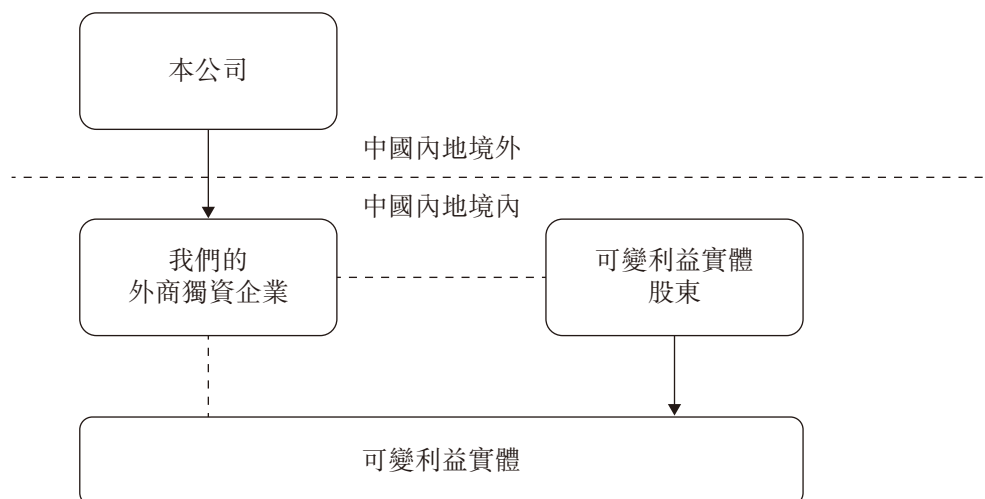 本公司
中國內地境外
中國內地境內
我們的
外商獨資企業
可變利益實體
股東
可變利益實體